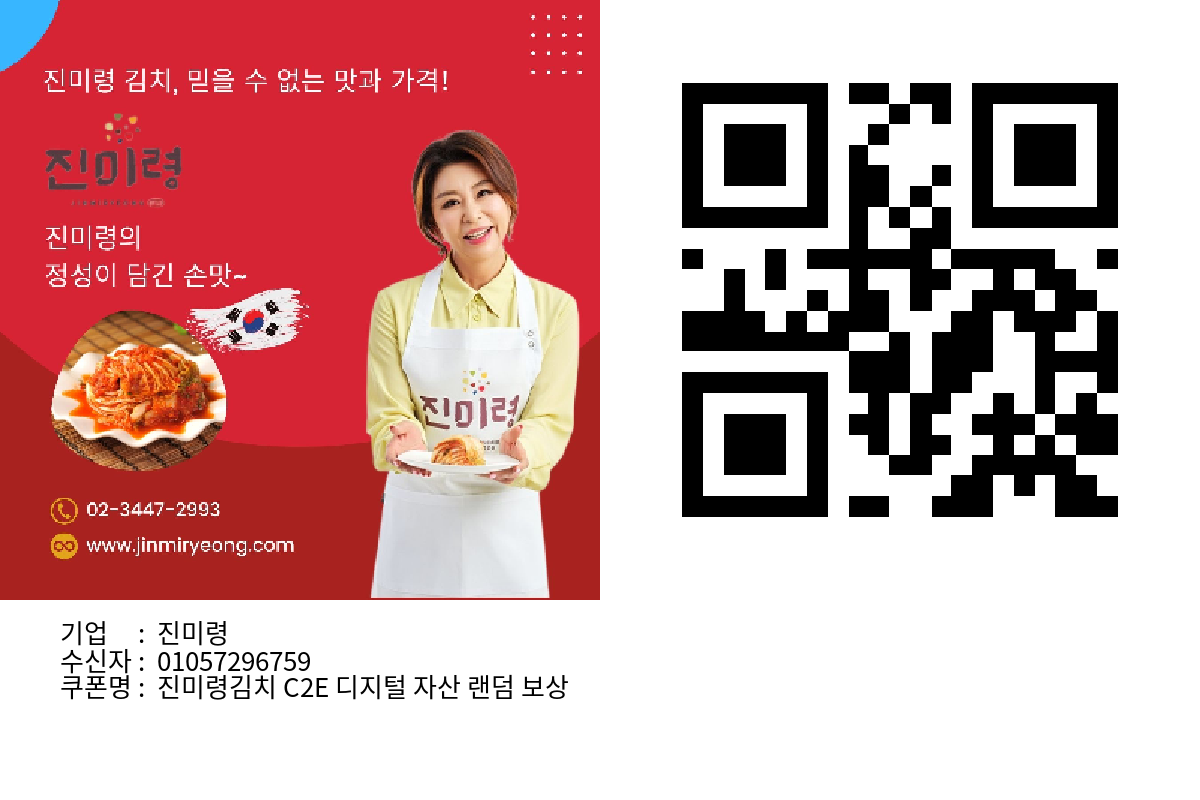 진미령 김치, 믿을 수 없는 맛과 가격!
진미령
진미령의
정성이 담긴 손맛~
진미령
02-3447-2993
www.jinmiryeong.com
기업 : 진미령
수신자 : 01057296759
쿠폰명 : 진미령김치 C2E 디지털 자산 랜덤 보상